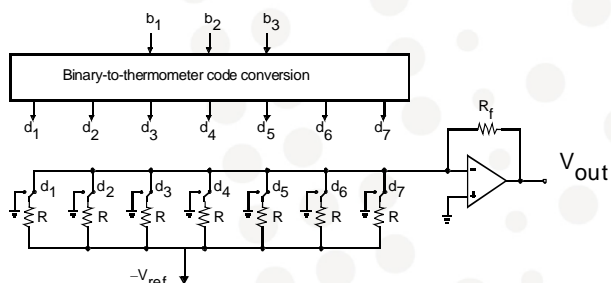 b1 b2 b3
Binary-to-thermometer code conversion
d1 d2 d3 d4 d5 d6 d7
Rf
Vout
d1 d2 d3 d4 d5 d6 d7
R R R R R R R
–Vref